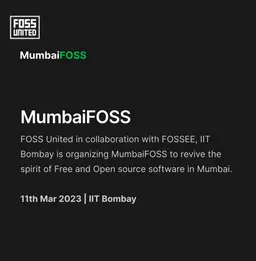 FOSS
UNITED
MumbaiFOSS
MumbaiFOSS
FOSS United in collaboration with FOSSEE, IIT
Bombay is organizing MumbaiFOSS to revive the
spirit of Free and Open source software in Mumbai.
11th Mar 2023 | IIT Bombay